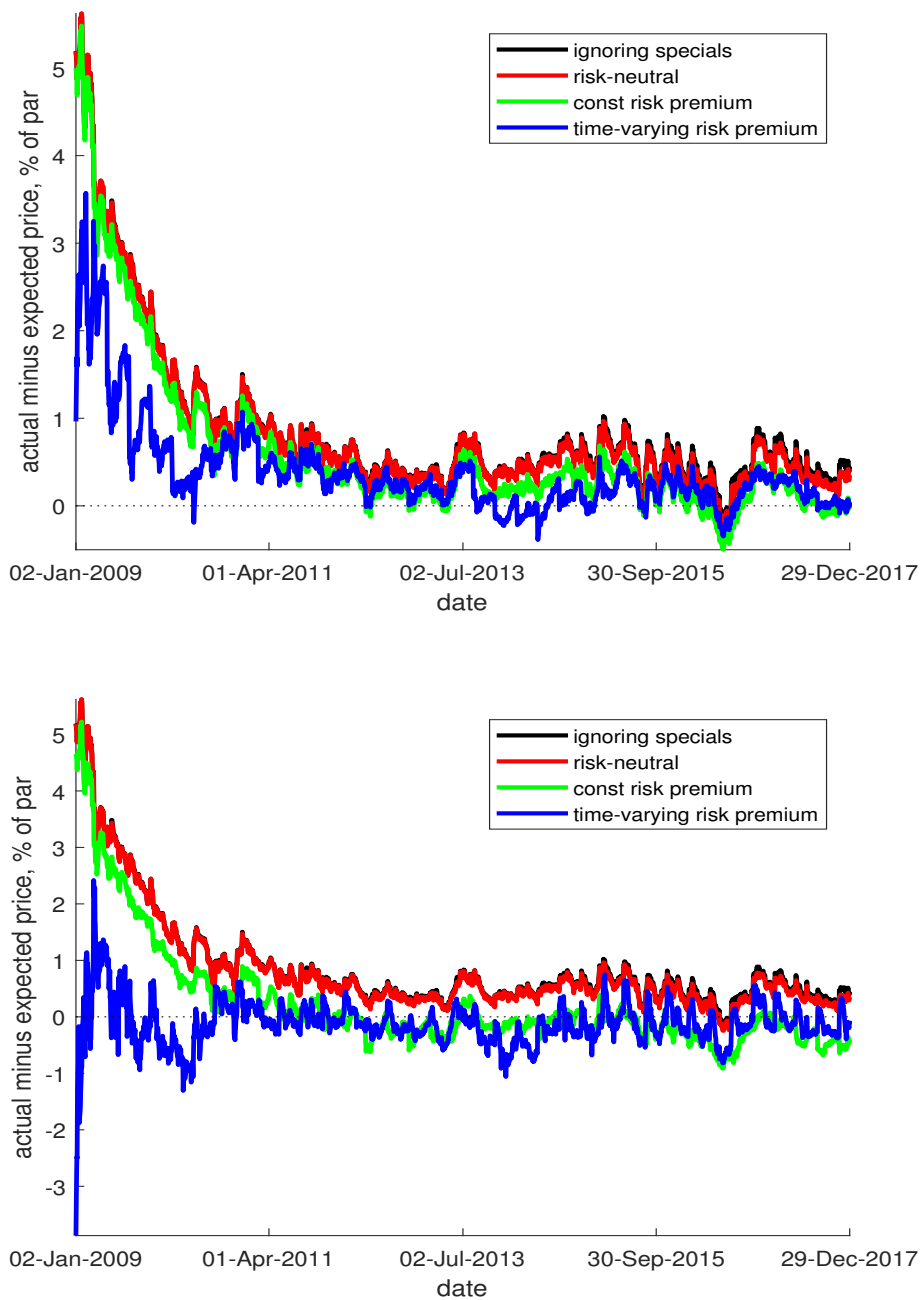 actual minus expected price, % of par
5
4
3
2
1
0
ignoring specials
risk-neutral
const risk premium
time-varying risk premium
02-Jan-2009 01-Apr-2011 02-Jul-2013 30-Sep-2015 29-Dec-2017
date
actual minus expected price, % of par
5
4
3
2
1
0
-1
-2
-3
ignoring specials
risk-neutral
const risk premium
time-varying risk premium
02-Jan-2009 01-Apr-2011 02-Jul-2013 30-Sep-2015 29-Dec-2017
date